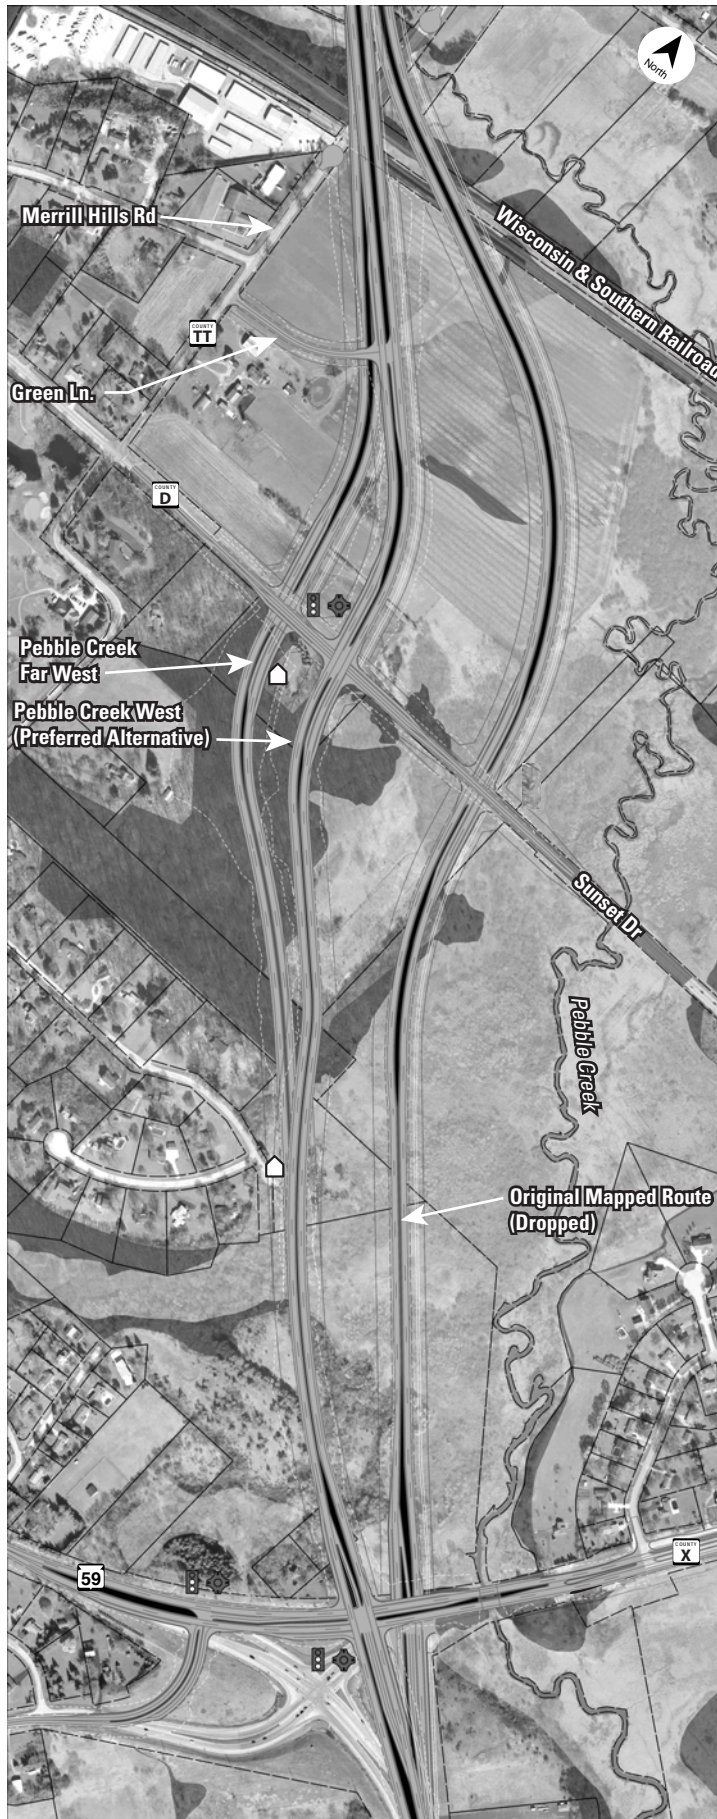 North
Merrill Hills Rd
Wisconsin & Southern Railroad
COUNTY
TT
Green Ln.
COUNTY
D
Pebble Creek
Far West
Pebble Creek West
(Preferred Alternative)
Sunset Dr
Pebble Creek
Original Mapped Route
(Dropped)
COUNTY
X
59